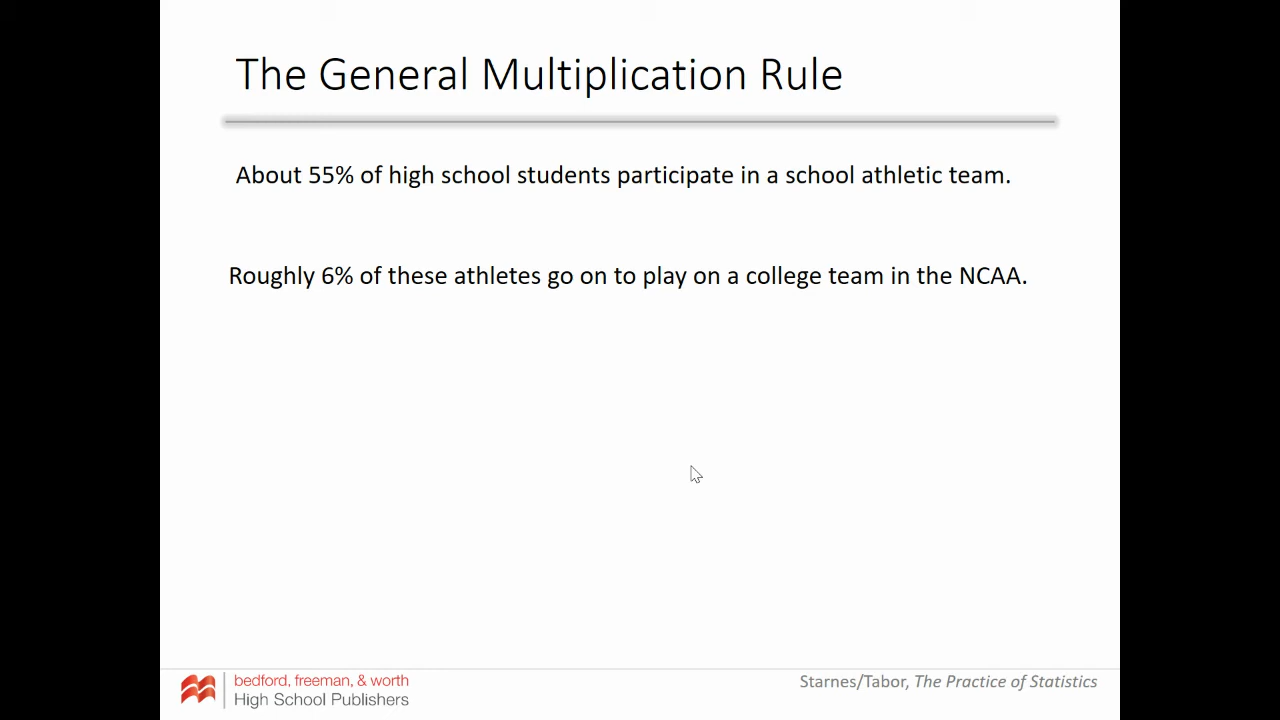 The General Multiplication Rule
About 55% of high school students participate in a school athletic team.
Roughly 6% of these athletes go on to play on a college team in the NCAA.
bedford, freeman, & worth
High School Publishers
Starnes/Tabor, The Practice of Statistics